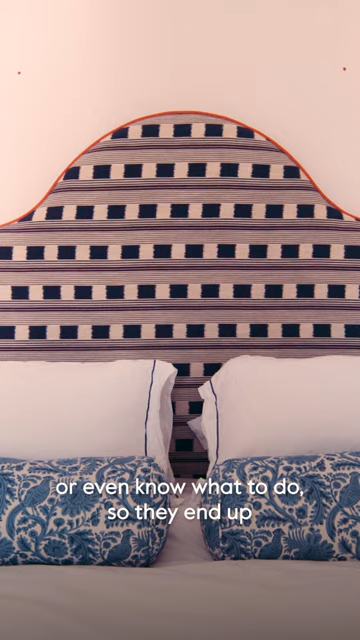 or even know what to do,
so they end up